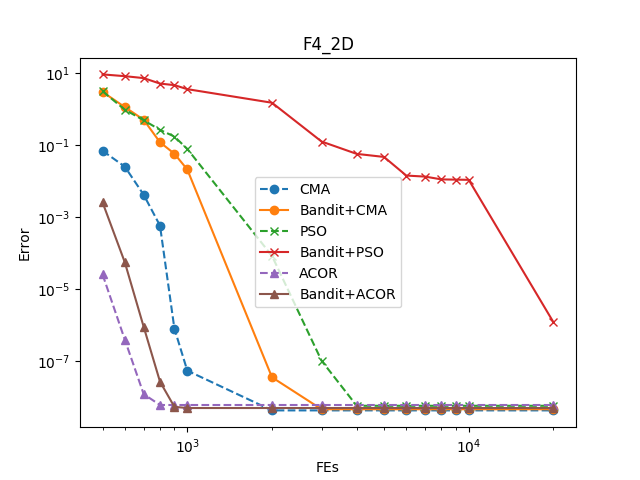 F4_2D
10^1
10^-1
10^-3
10^-5
10^-7
Error
CMA
Bandit+CMA
PSO
Bandit+PSO
ACOR
Bandit+ACOR
10^3
10^4
FEs